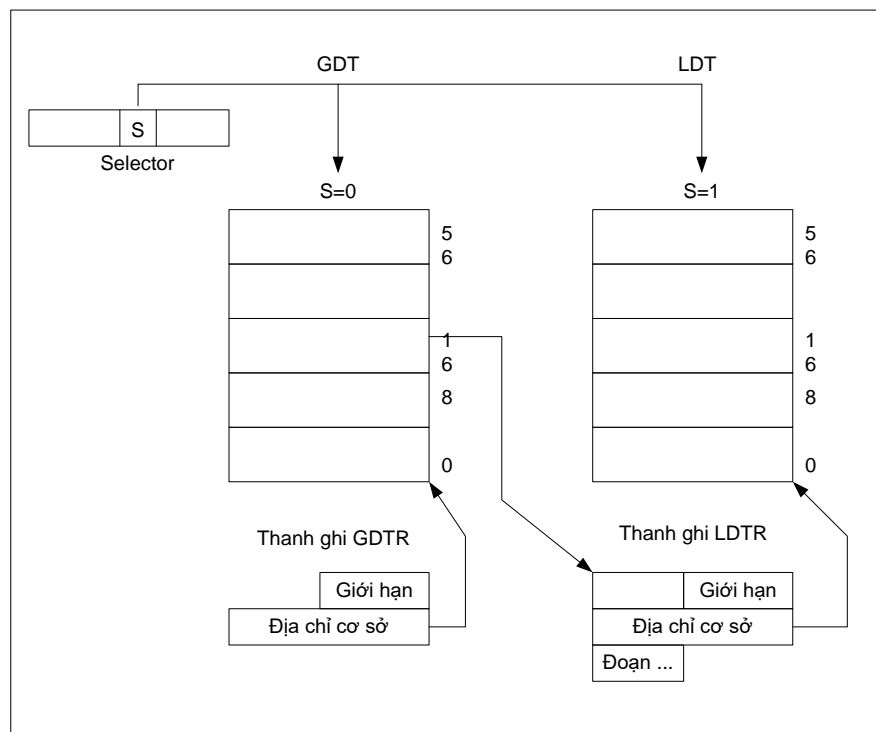 GDT
LDT
S
Selector
S=0
S=1
5
6
1
6
8
0
5
6
1
6
8
0
Thanh ghi GDTR
Thanh ghi LDTR
Giới hạn
Địa chỉ cơ sở
Giới hạn
Địa chỉ cơ sở
Đoạn ...